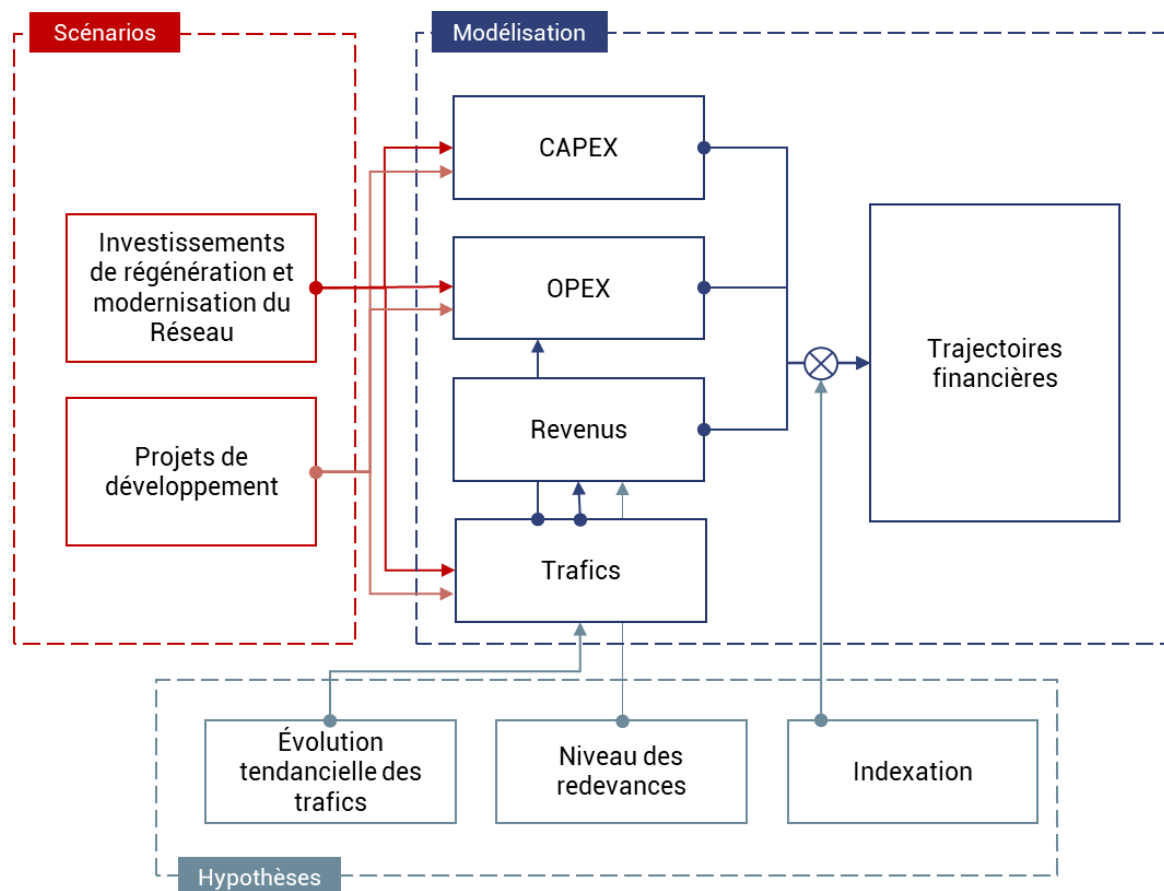 Scénarios
Modélisation
CAPEX
Investissements
de régénération et
modernisation du
Réseau
OPEX
Trajectoires
financières
Revenus
Projets de
développement
Trafics
Évolution
tendancielle des
trafics
Niveau des
redevances
Indexation
Hypothèses